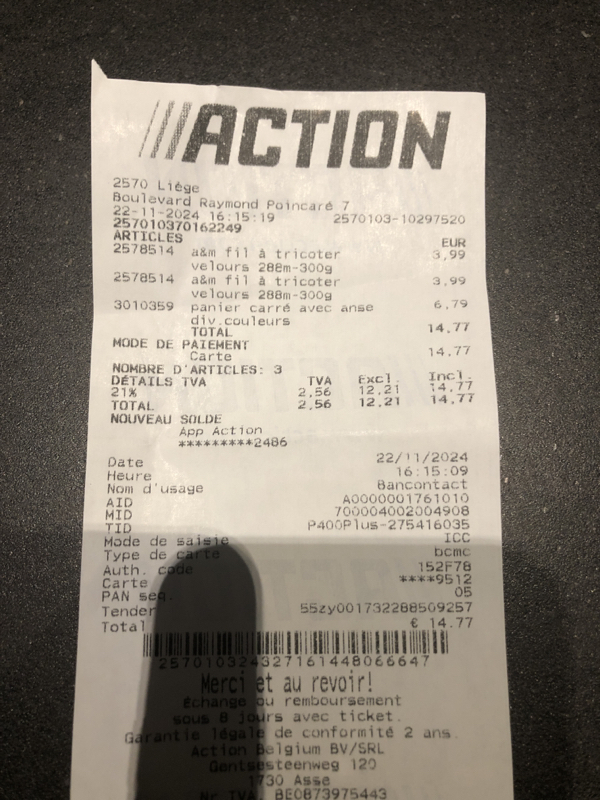 ACTION
2570 Liège
Boulevard Raymond Poincaré 7
22-11-2024 16:15:19 2570103-10297520
257010370162249
ARTICLES EUR
2578514 a&m fil à tricoter 3,99
velours 288m-300g
2578514 a&m fil à tricoter 3,99
velours 288m-300g
3010359 panier carré avec anse 6,79
div.couleurs
TOTAL 14,77
MODE DE PAIEMENT
Carte 14,77
NOMBRE D'ARTICLES: 3
DÉTAILS TVA TVA Excl. Incl.
21% 2,56 12,21 14,77
TOTAL 2,56 12,21 14,77
NOUVEAU SOLDE
App Action
*********2486
Date 22/11/2024
Heure 16:15:09
Nom d'usage Bancontact
AID A0000001761010
MID 700004002004908
TID P400Plus-275416035
Mode de saisie ICC
Type de carte bcmc
Auth. code 152F78
Carte ****9512
PAN seq. 05
Tender 55zy001732288509257
Total € 14.77
257010324327161448066647
Merci et au revoir!
Échange ou remboursement
sous 8 jours avec ticket.
Garantie légale de conformité 2 ans.
Action Belgium BV/SRL
Gentsesteenweg 120
1730 Asse
Nr TVA: BE0873975443